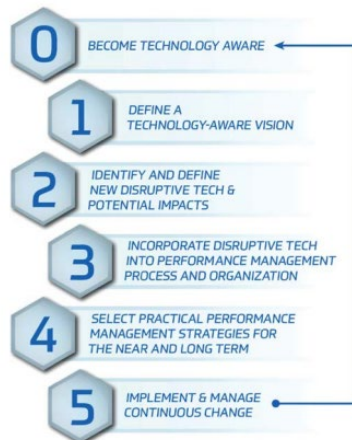 0
BECOME TECHNOLOGY AWARE
1
DEFINE A
TECHNOLOGY-AWARE VISION
2
IDENTIFY AND DEFINE
NEW DISRUPTIVE TECH &
POTENTIAL IMPACTS
3
INCORPORATE DISRUPTIVE TECH
INTO PERFORMANCE MANAGEMENT
PROCESS AND ORGANIZATION
4
SELECT PRACTICAL PERFORMANCE
MANAGEMENT STRATEGIES FOR
THE NEAR AND LONG TERM
5
IMPLEMENT & MANAGE
CONTINUOUS CHANGE